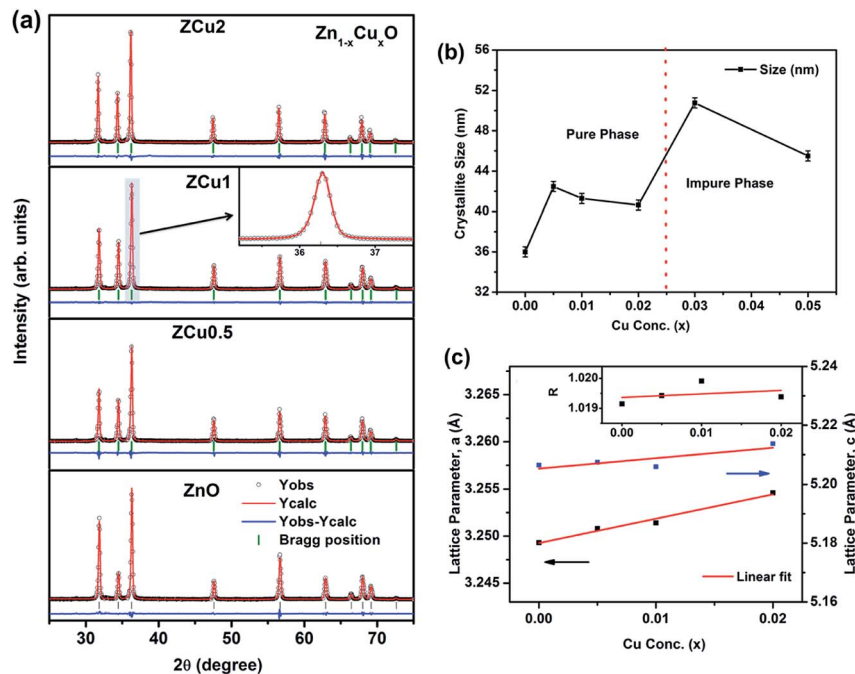 (a)
ZCu2
Zn1-xCuxO
ZCu1
36
37
ZCu0.5
ZnO
Yobs
Ycalc
Yobs-Ycalc
Bragg position
Intensity (arb. units)
30 40 50 60 70
2θ (degree)
(b)
56
52
48
44
40
36
32
Crystallite Size (nm)
Size (nm)
Pure Phase
Impure Phase
0.00 0.01 0.02 0.03 0.04 0.05
Cu Conc. (x)
(c)
3.265
3.260
3.255
3.250
3.245
Lattice Parameter, a (Å)
R
1.020
1.019
0.00 0.01 0.02
5.24
5.23
5.20
5.18
5.16
Lattice Parameter, c (Å)
Linear fit
0.00 0.01 0.02
Cu Conc. (x)